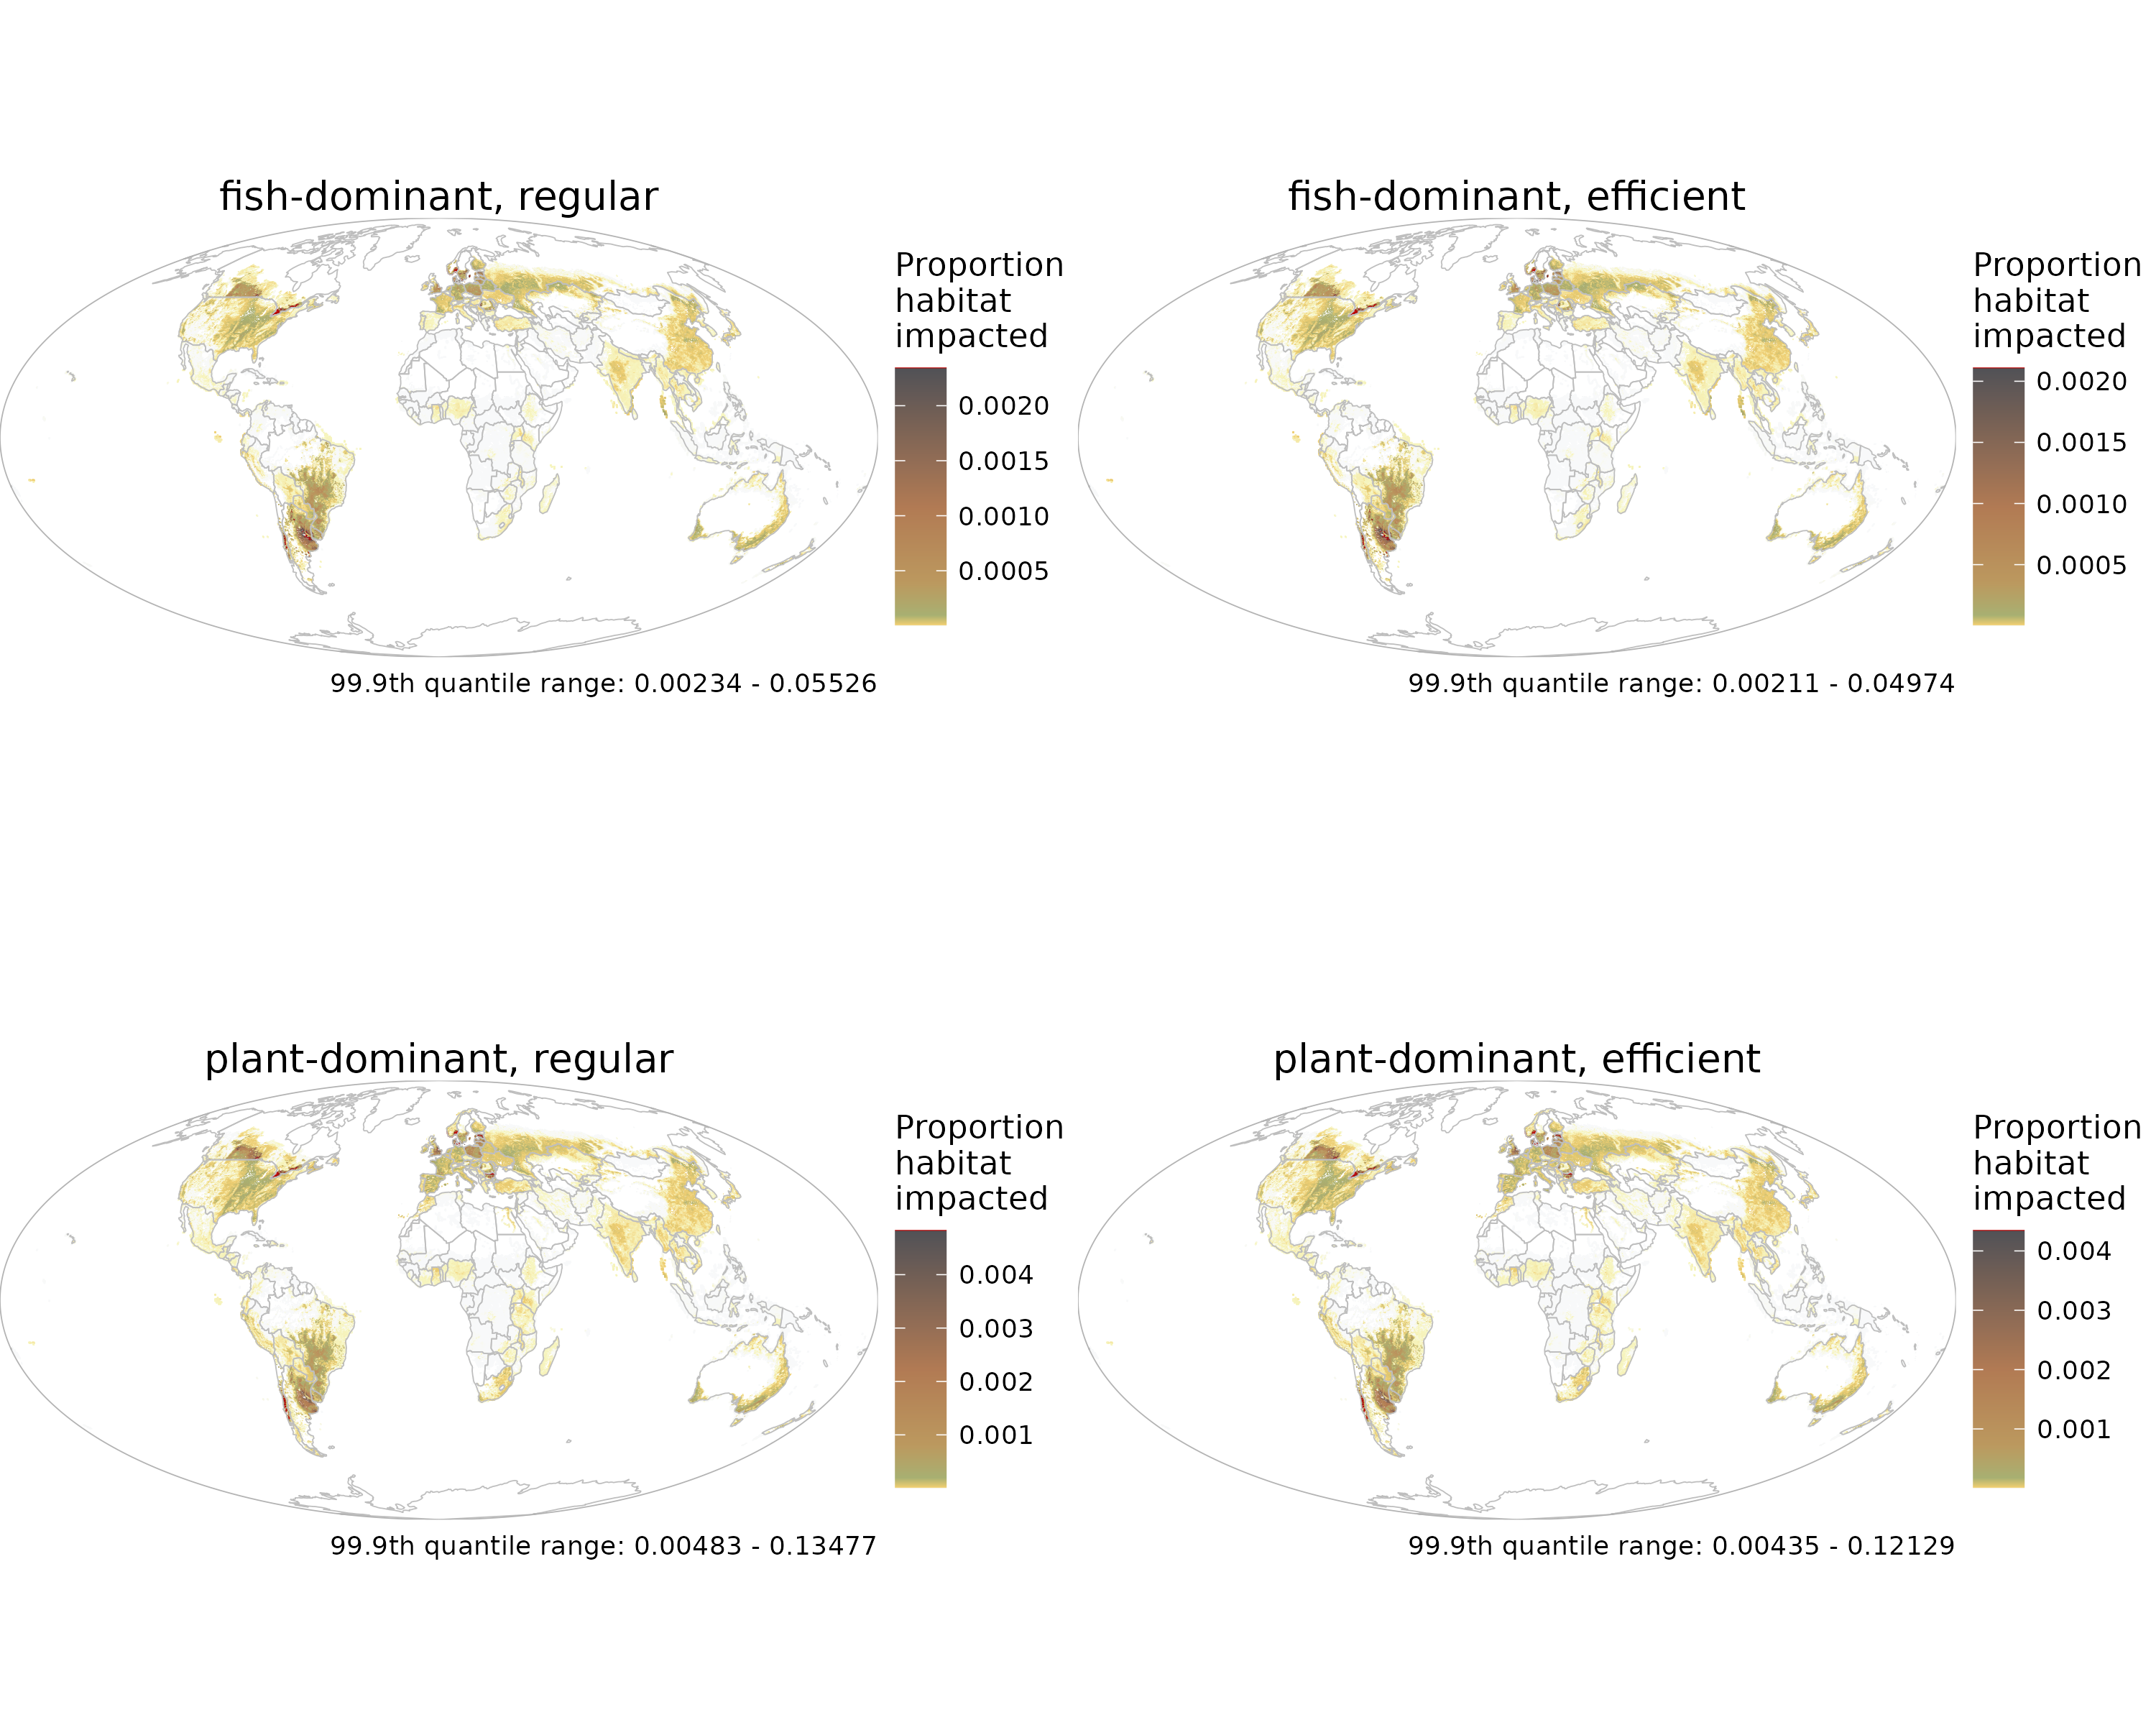 fish-dominant, regular
Proportion
habitat
impacted
0.0020
0.0015
0.0010
0.0005
99.9th quantile range: 0.00234 - 0.05526
fish-dominant, efficient
Proportion
habitat
impacted
0.0020
0.0015
0.0010
0.0005
99.9th quantile range: 0.00211 - 0.04974
plant-dominant, regular
Proportion
habitat
impacted
0.004
0.003
0.002
0.001
99.9th quantile range: 0.00483 - 0.13477
plant-dominant, efficient
Proportion
habitat
impacted
0.004
0.003
0.002
0.001
99.9th quantile range: 0.00435 - 0.12129